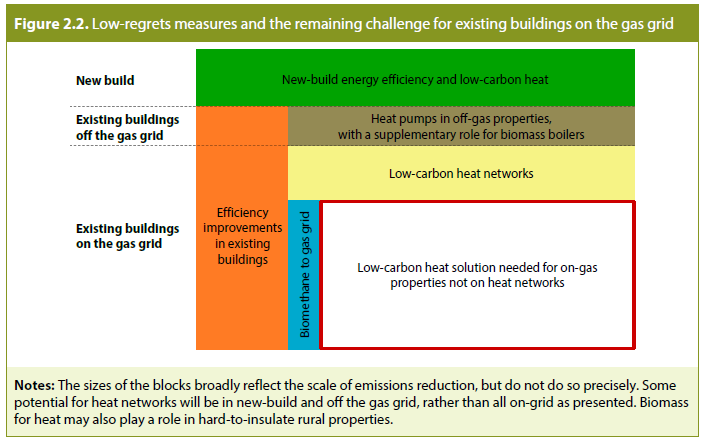 Figure 2.2. Low-regrets measures and the remaining challenge for existing buildings on the gas grid
New build
New-build energy efficiency and low-carbon heat
Existing buildings
off the gas grid
Heat pumps in off-gas properties,
with a supplementary role for biomass boilers
Low-carbon heat networks
Existing buildings
on the gas grid
Efficiency
improvements
in existing
buildings
Biomethane to gas grid
Low-carbon heat solution needed for on-gas
properties not on heat networks
Notes: The sizes of the blocks broadly reflect the scale of emissions reduction, but do not do so precisely. Some
potential for heat networks will be in new-build and off the gas grid, rather than all on-grid as presented. Biomass
for heat may also play a role in hard-to-insulate rural properties.